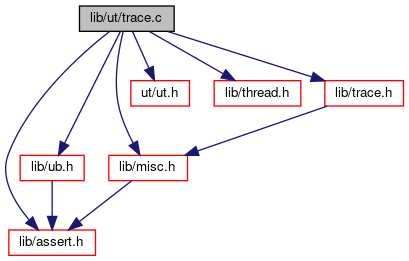 lib/ut/trace.c
ut/ut.h
lib/thread.h
lib/trace.h
lib/ub.h
lib/misc.h
lib/assert.h